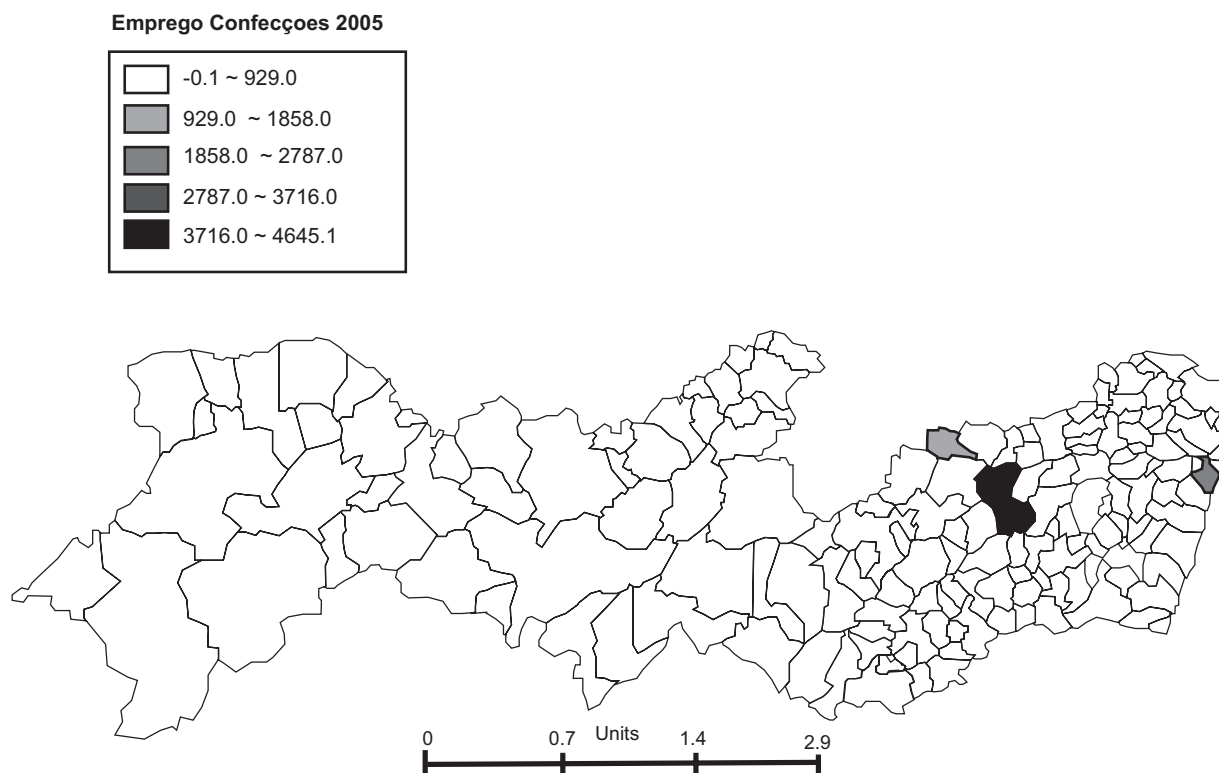 Emprego Confecçoes 2005
-0.1 ~ 929.0
929.0 ~ 1858.0
1858.0 ~ 2787.0
2787.0 ~ 3716.0
3716.0 ~ 4645.1
0 0.7 Units 1.4 2.9